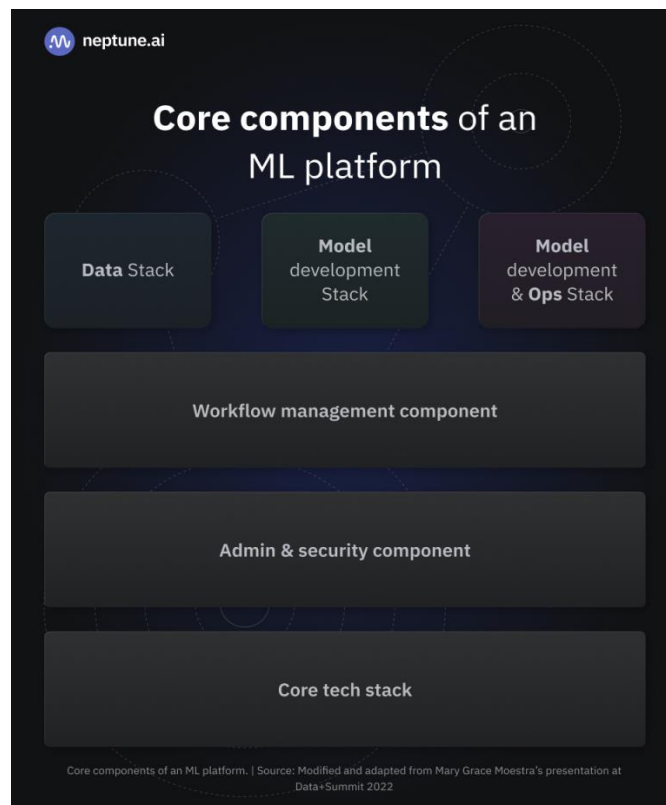 neptune.ai
Core components of an
ML platform
Data Stack
Model
development
Stack
Model
development
& Ops Stack
Workflow management component
Admin & security component
Core tech stack
Core components of an ML platform. | Source: Modified and adapted from Mary Grace Moestra's presentation at
Data+Summit 2022